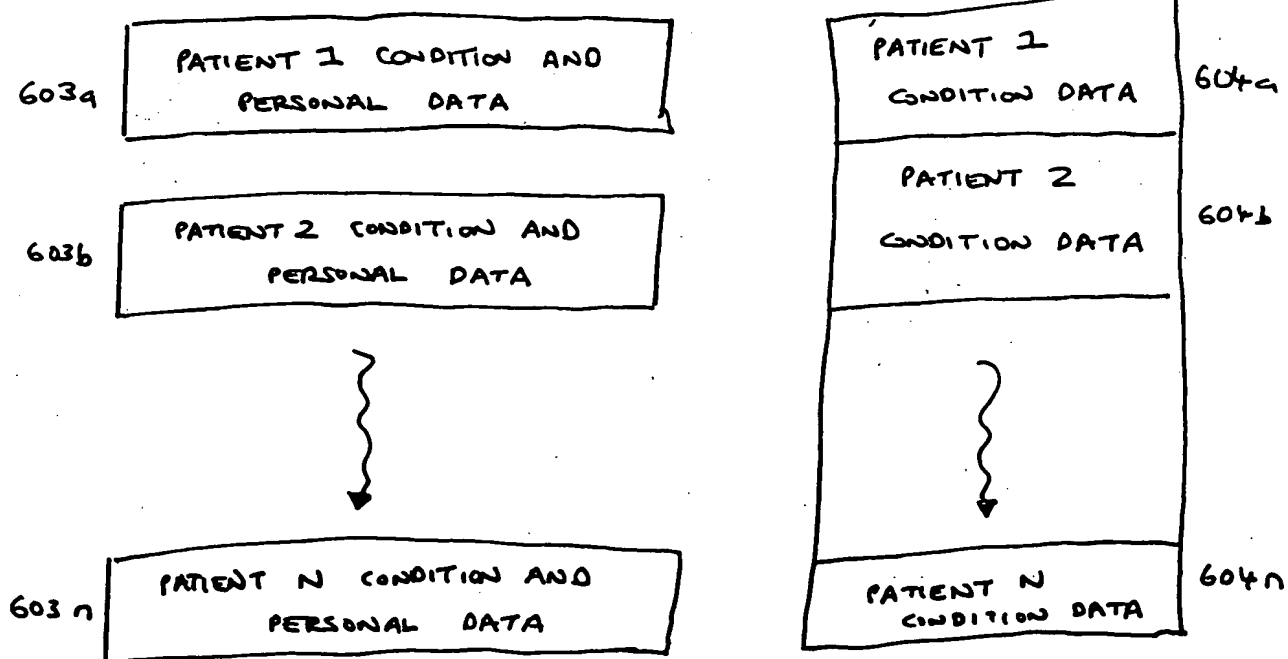 603a
PATIENT 1 CONDITION AND
PERSONAL DATA
603b
PATIENT 2 CONDITION AND
PERSONAL DATA
603n
PATIENT N CONDITION AND
PERSONAL DATA
PATIENT 1
CONDITION DATA
604a
PATIENT 2
CONDITION DATA
604b
PATIENT N
CONDITION DATA
604n